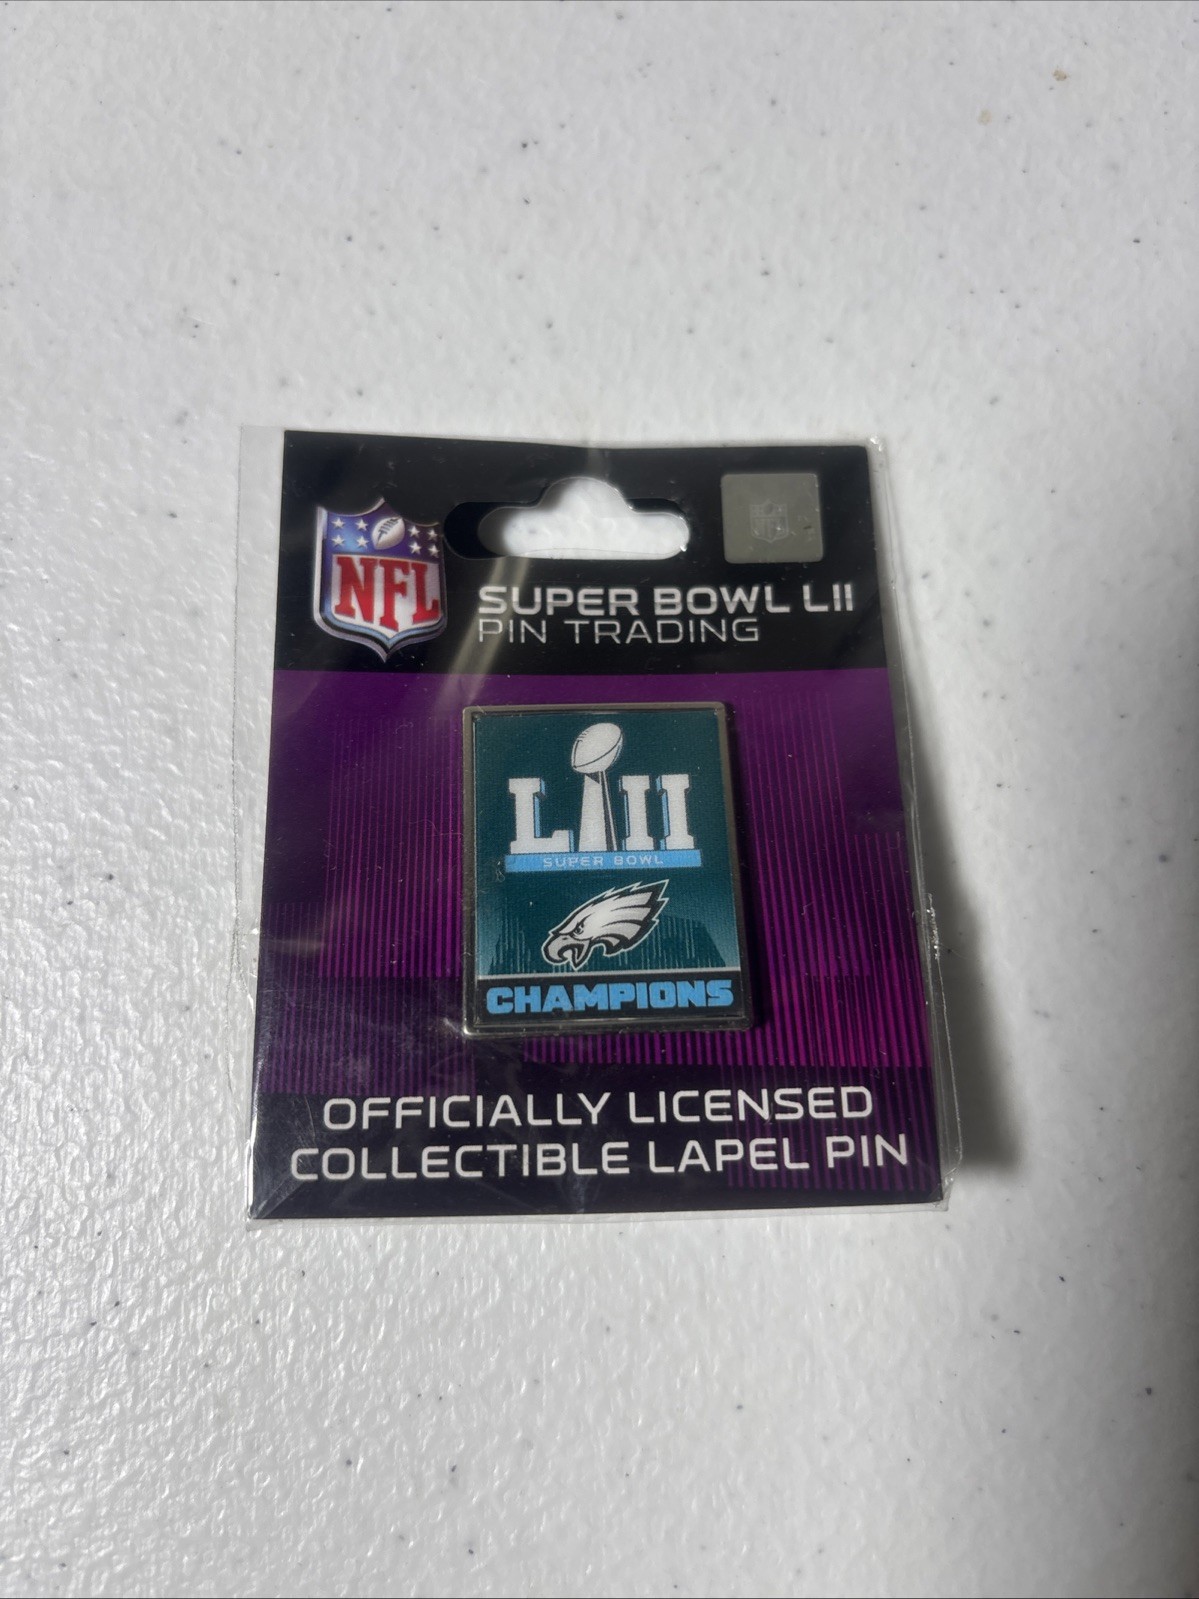 NFL
SUPER BOWL LII
PIN TRADING
LII
SUPER BOWL
CHAMPIONS
OFFICIALLY LICENSED
COLLECTIBLE LAPEL PIN